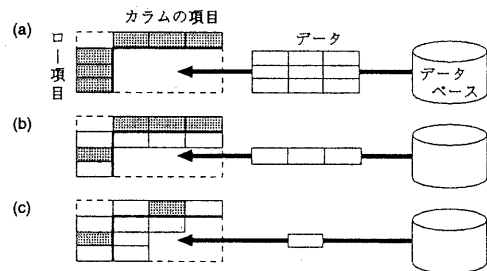 カラムの項目
(a)
ロー項目
データ
データ
ベース
(b)
(c)